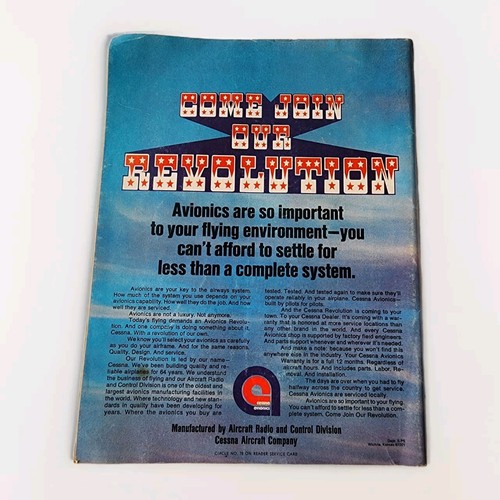 COME JOIN
OUR
REVOLUTION
Avionics are so important
to your flying environment—you
can't afford to settle for
less than a complete system.
Avionics are your key to the airways system.
How much of the system you use depends on your
avionics capability. How well they do the job. And how
well they are serviced.
Avionics are not a luxury. Not anymore.
Today's flying demands an Avionics Revolu-
tion. And one company is doing something about it.
Cessna. With a revolution of our own.
We know you'll select your avionics as carefully
as you do your airplane. And for the same reasons.
Quality. Design. And service.
Our Revolution is led by our name—
Cessna. We've been building quality and re-
liable airplanes for 64 years. We understand
the business of flying and our Aircraft Radio
and Control Division is one of the oldest and
largest avionics manufacturing facilities in
the world. Where technology and new stan-
dards in quality have been developing for
years. Where the avionics you buy are
tested. Tested. And tested again to make sure they'll
operate reliably in your airplane. Cessna Avionics—
built by pilots for pilots.
And the Cessna Revolution is coming to your
town. To your Cessna Dealer. It's coming with a war-
ranty that is honored at more service locations than
any other brand in the world. And every Cessna
Avionics shop is supported by factory fied engineers.
And parts support whenever and wherever it's needed.
And make a note: because you won't find this
anywhere else in the industry. Your Cessna Avionics
Warranty is for a full 12 months. Regardless of
aircraft hours. And includes Parts, Labor, Re-
moval, And Installation.
The days are over when you had to fly
halfway across the country to get service.
Cessna Avionics are serviced locally.
Avionics are so important to your flying.
You can't afford to settle for less than a com-
plete system. Come Join Our Revolution.
Manufactured by Aircraft Radio and Control Division
Cessna Aircraft Company
CIRCLE NO. 18 ON READER SERVICE CARD